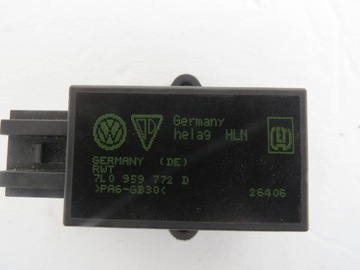 Germany
helag HLN
GERMANY (DE)
RWT
7L0 959 772 D
>PA6-GB30<
26406